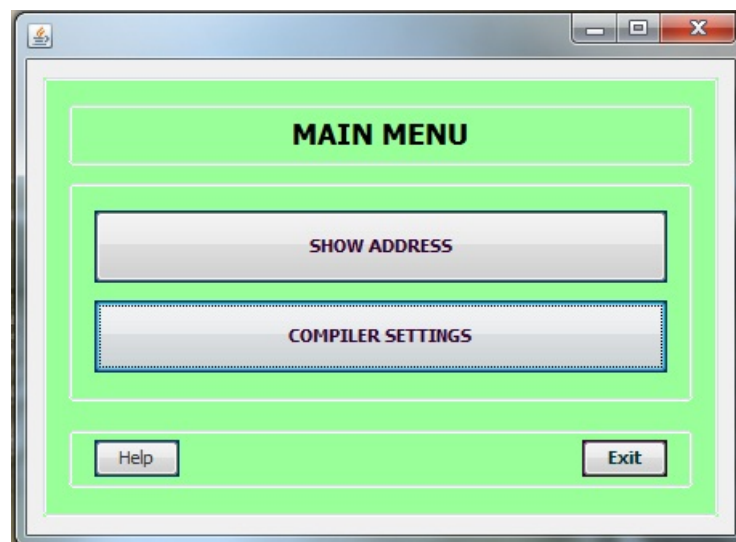 MAIN MENU
SHOW ADDRESS
COMPILER SETTINGS
Help
Exit